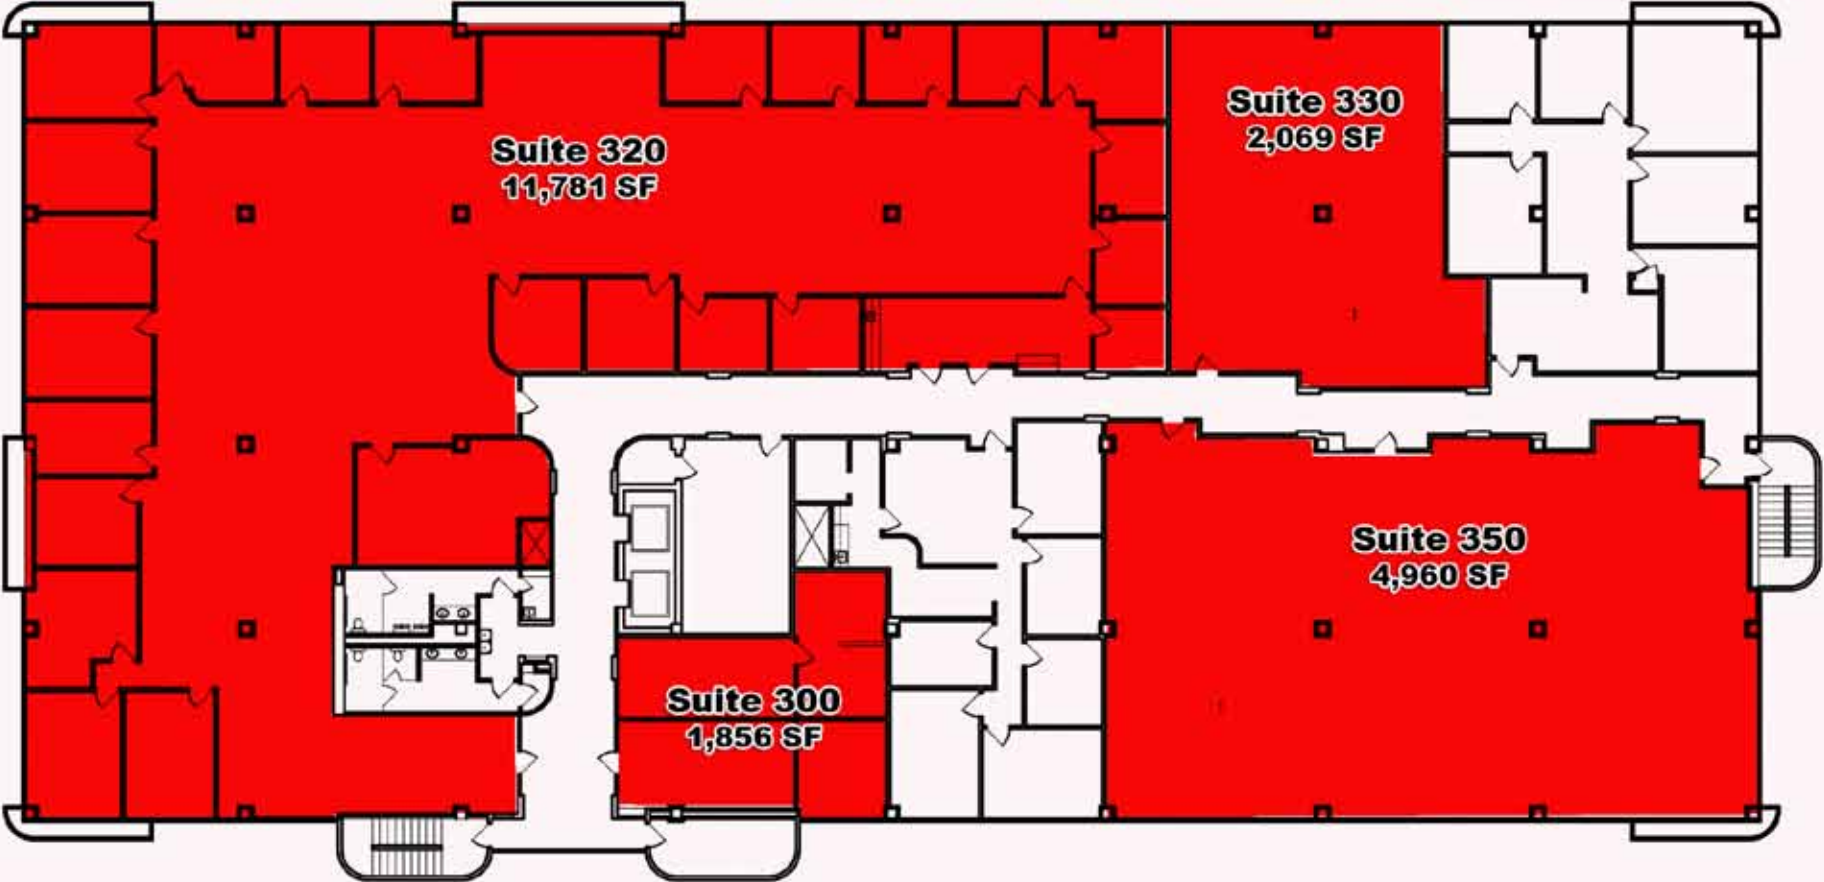 Suite 320
11,781 SF
Suite 330
2,069 SF
Suite 350
4,960 SF
Suite 300
1,856 SF